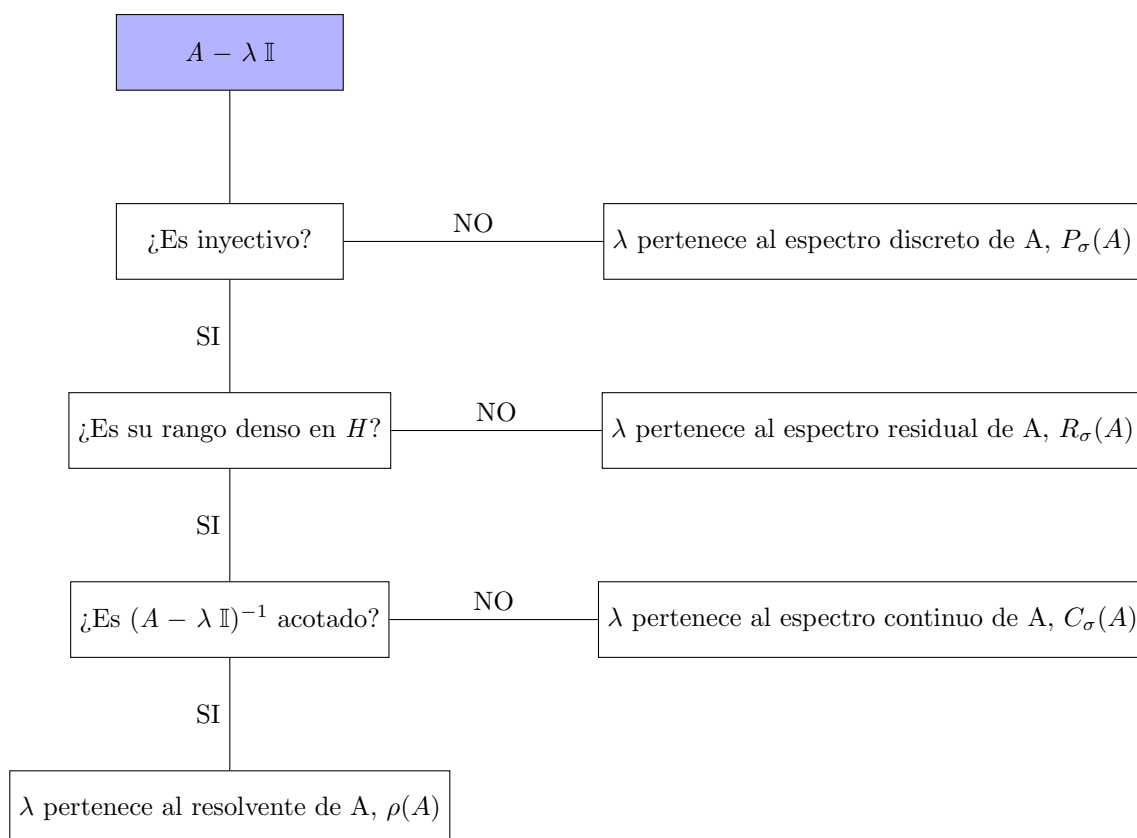 A − λ 𝕀
¿Es inyectivo?
NO
λ pertenece al espectro discreto de A, P_σ(A)
SI
¿Es su rango denso en H?
NO
λ pertenece al espectro residual de A, R_σ(A)
SI
¿Es (A − λ 𝕀)⁻¹ acotado?
NO
λ pertenece al espectro continuo de A, C_σ(A)
SI
λ pertenece al resolvente de A, ρ(A)